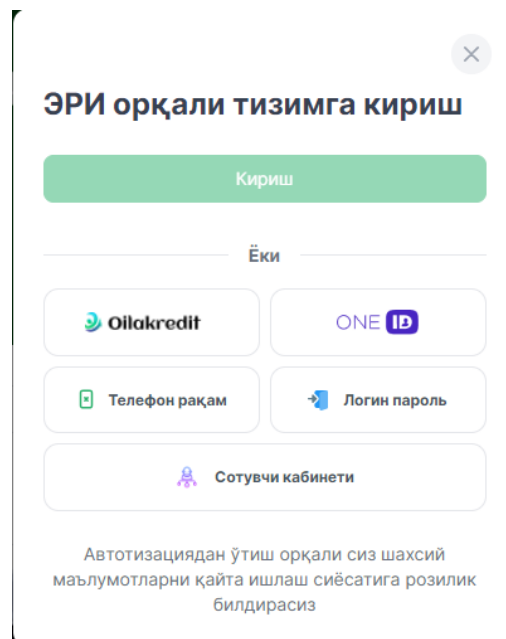 ЭРИ орқали тизимга кириш
Кириш
Ёки
Oilakredit
ONE ID
Телефон рақам
Логин пароль
Сотувчи кабинети
Автотизациядан ўтиш орқали сиз шахсий
маълумотларни қайта ишлаш сиёсатига розилик
билдирасиз